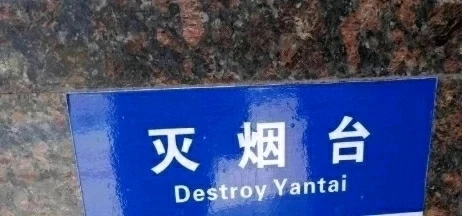 灭烟台
Destroy Yantai